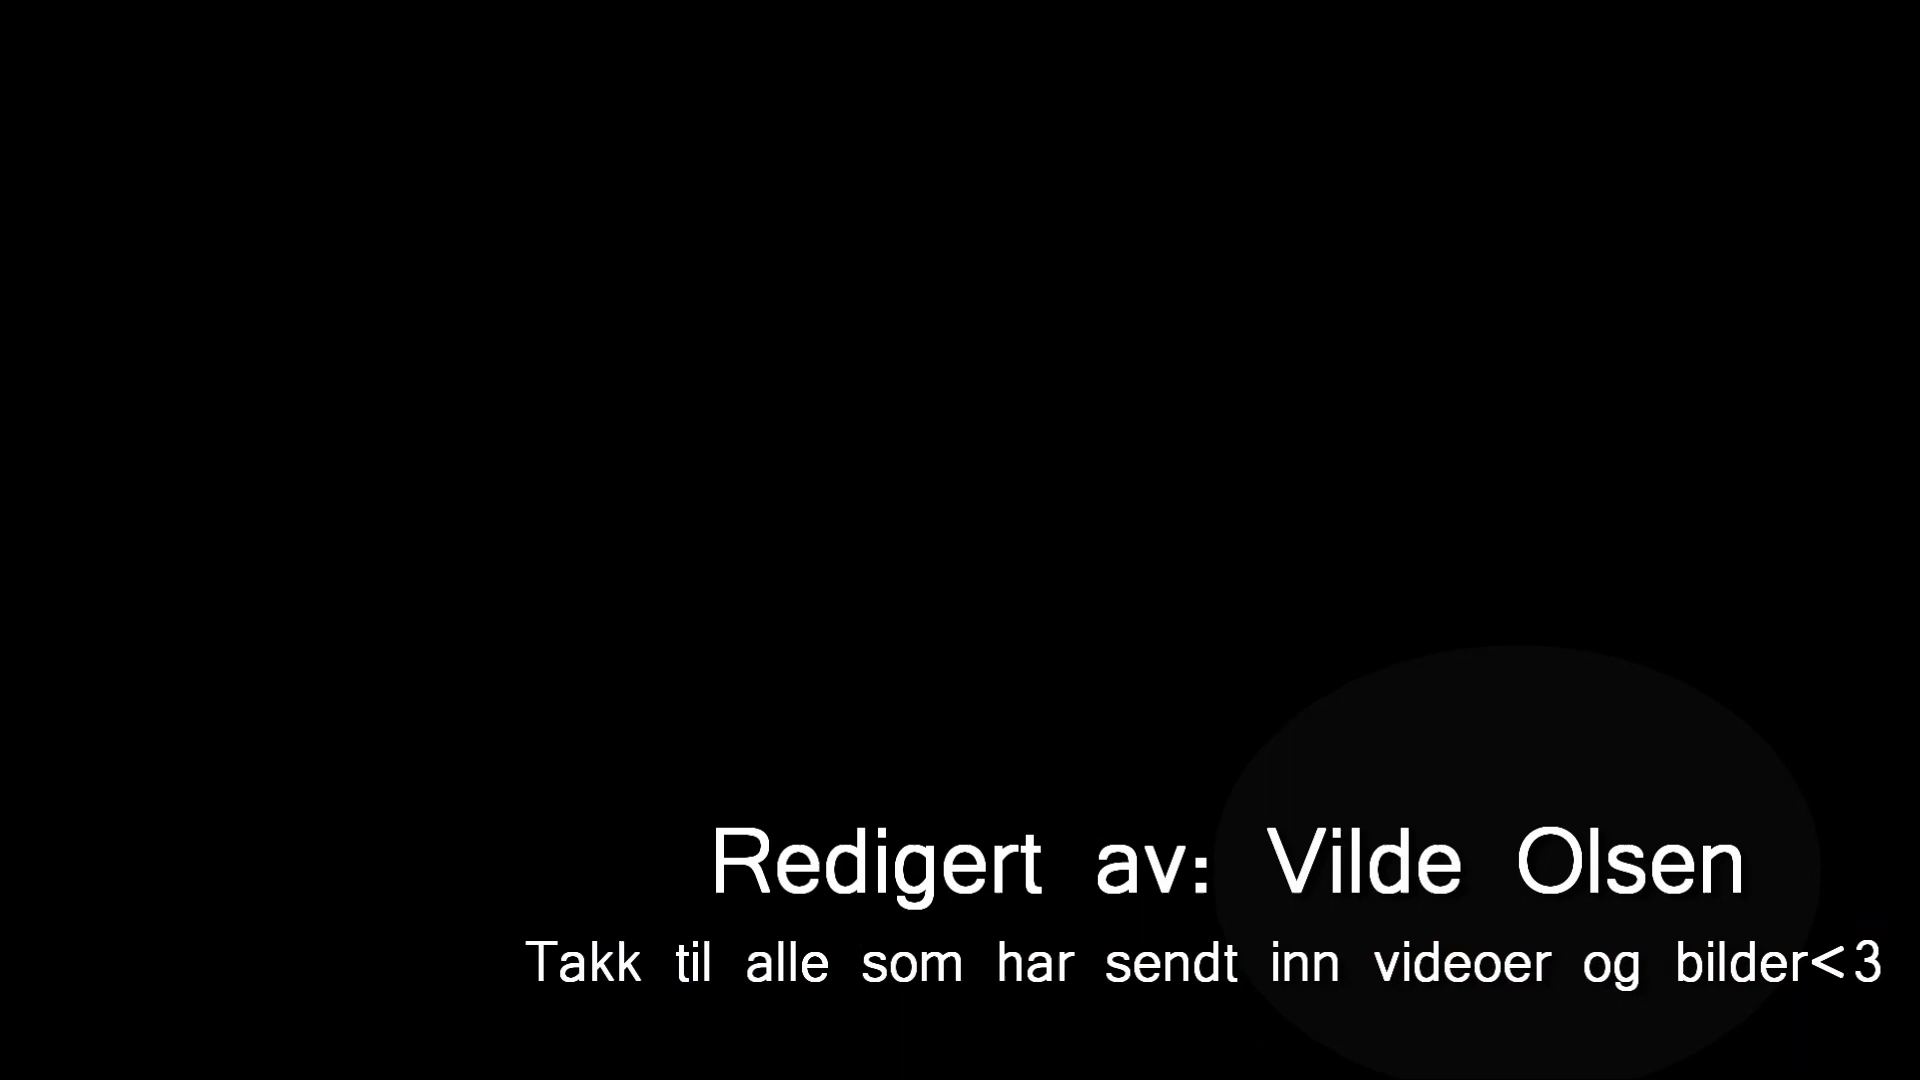 Redigert av: Vilde Olsen
Takk til alle som har sendt inn videoer og bilder<3